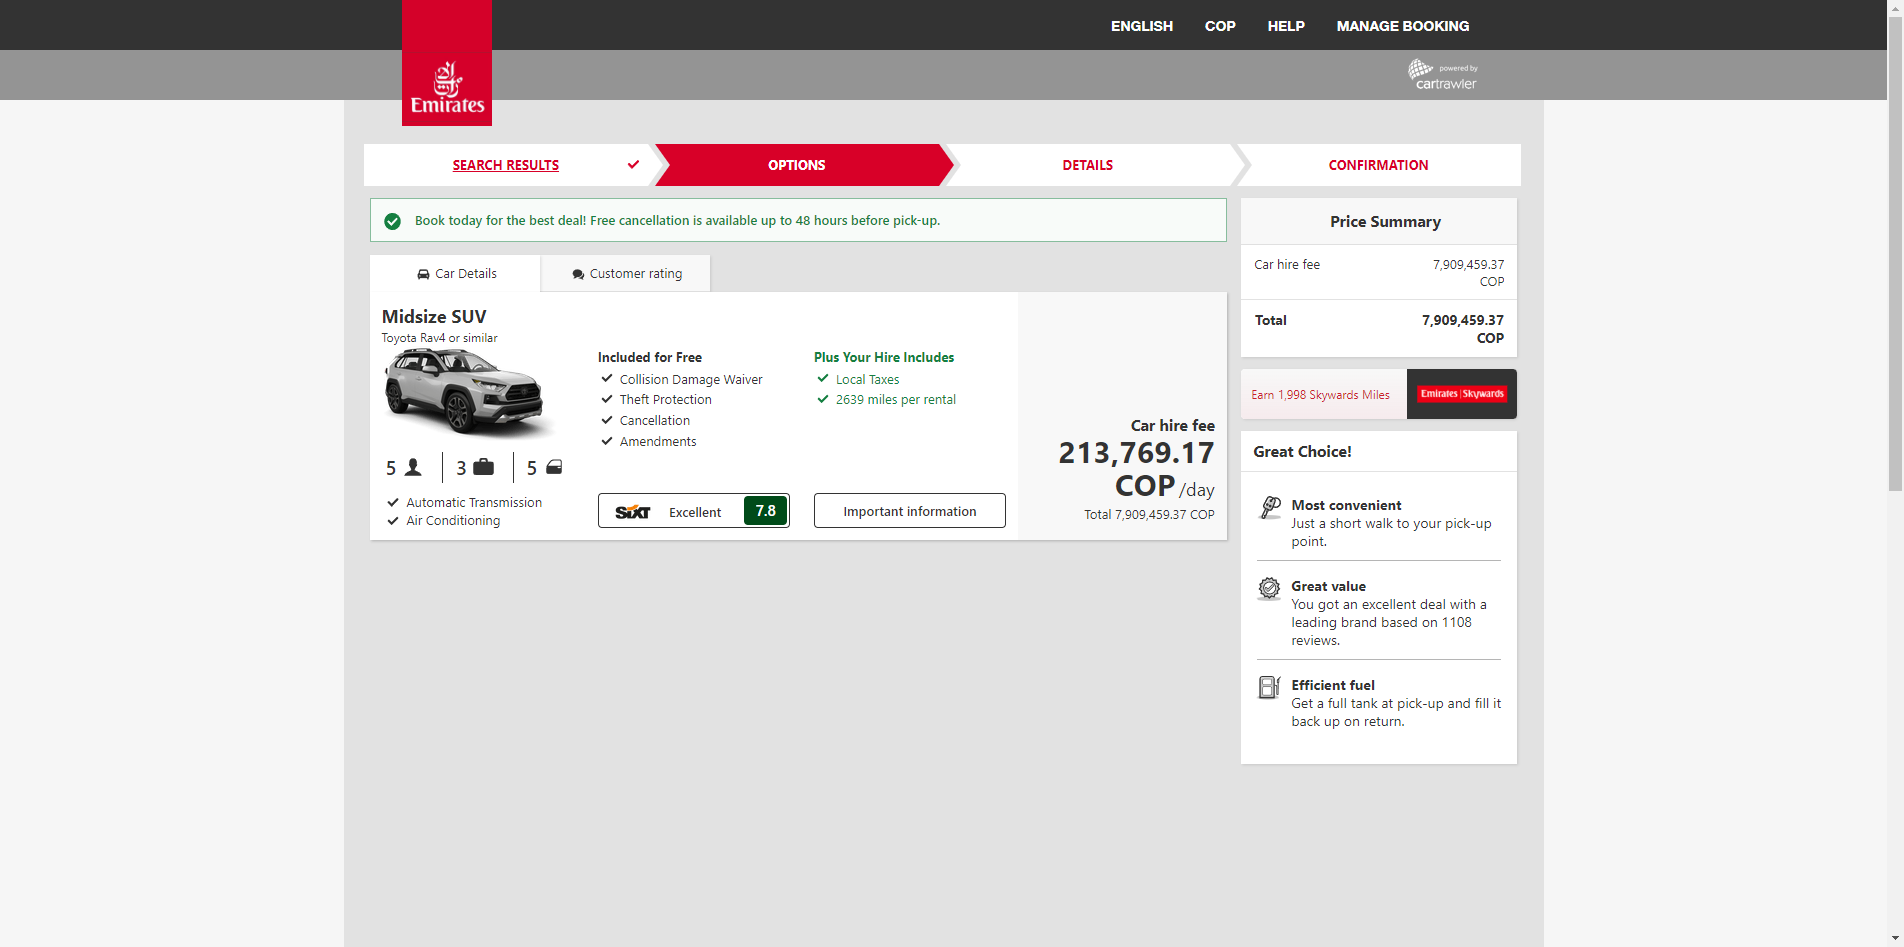 ENGLISH COP HELP MANAGE BOOKING
powered by
cartrawler
Emirates
SEARCH RESULTS OPTIONS DETAILS CONFIRMATION
Book today for the best deal! Free cancellation is available up to 48 hours before pick-up.
Car Details Customer rating
Midsize SUV
Toyota Rav4 or similar
5 3 5
Automatic Transmission
Air Conditioning
Included for Free
Collision Damage Waiver
Theft Protection
Cancellation
Amendments
SIXT Excellent 7.8
Plus Your Hire Includes
Local Taxes
2639 miles per rental
Important information
Car hire fee
213,769.17
COP /day
Total 7,909,459.37 COP
Price Summary
Car hire fee 7,909,459.37
COP
Total 7,909,459.37
COP
Earn 1,998 Skywards Miles Emirates | Skywards
Great Choice!
Most convenient
Just a short walk to your pick-up
point.
Great value
You got an excellent deal with a
leading brand based on 1108
reviews.
Efficient fuel
Get a full tank at pick-up and fill it
back up on return.